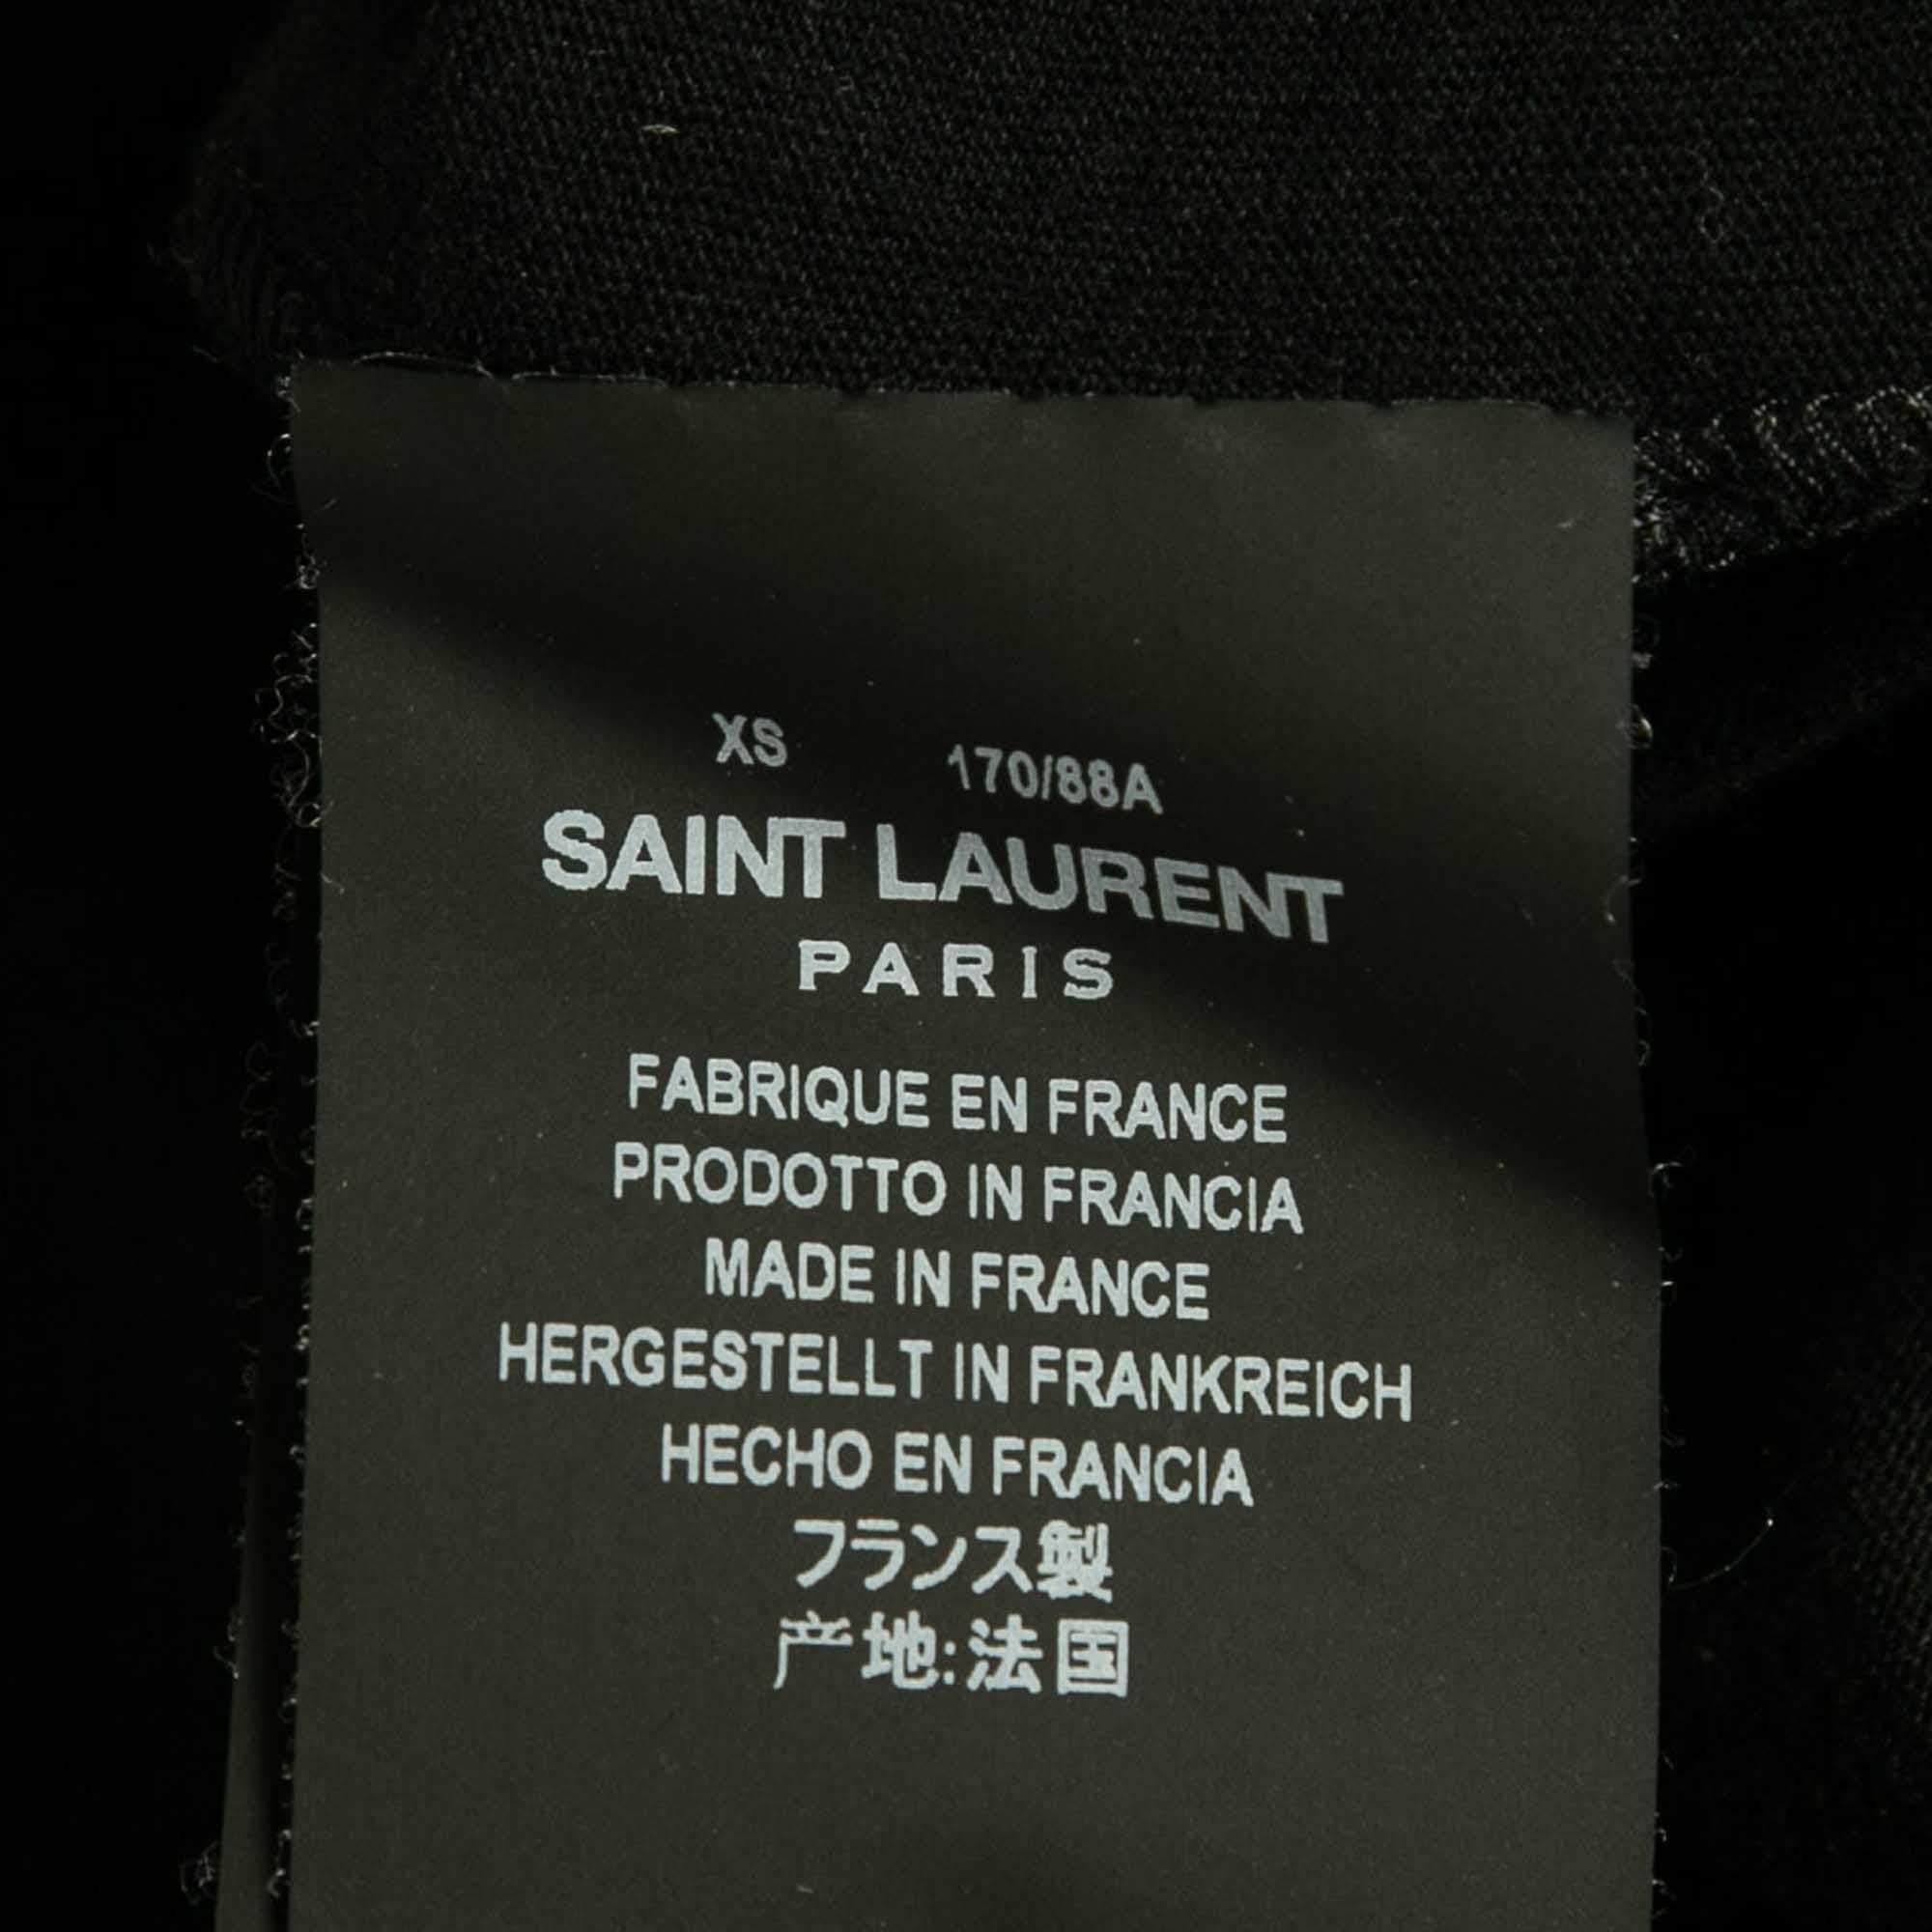 XS 170/88A
SAINT LAURENT
PARIS
FABRIQUE EN FRANCE
PRODOTTO IN FRANCIA
MADE IN FRANCE
HERGESTELLT IN FRANKREICH
HECHO EN FRANCIA
フランス製
产地:法国